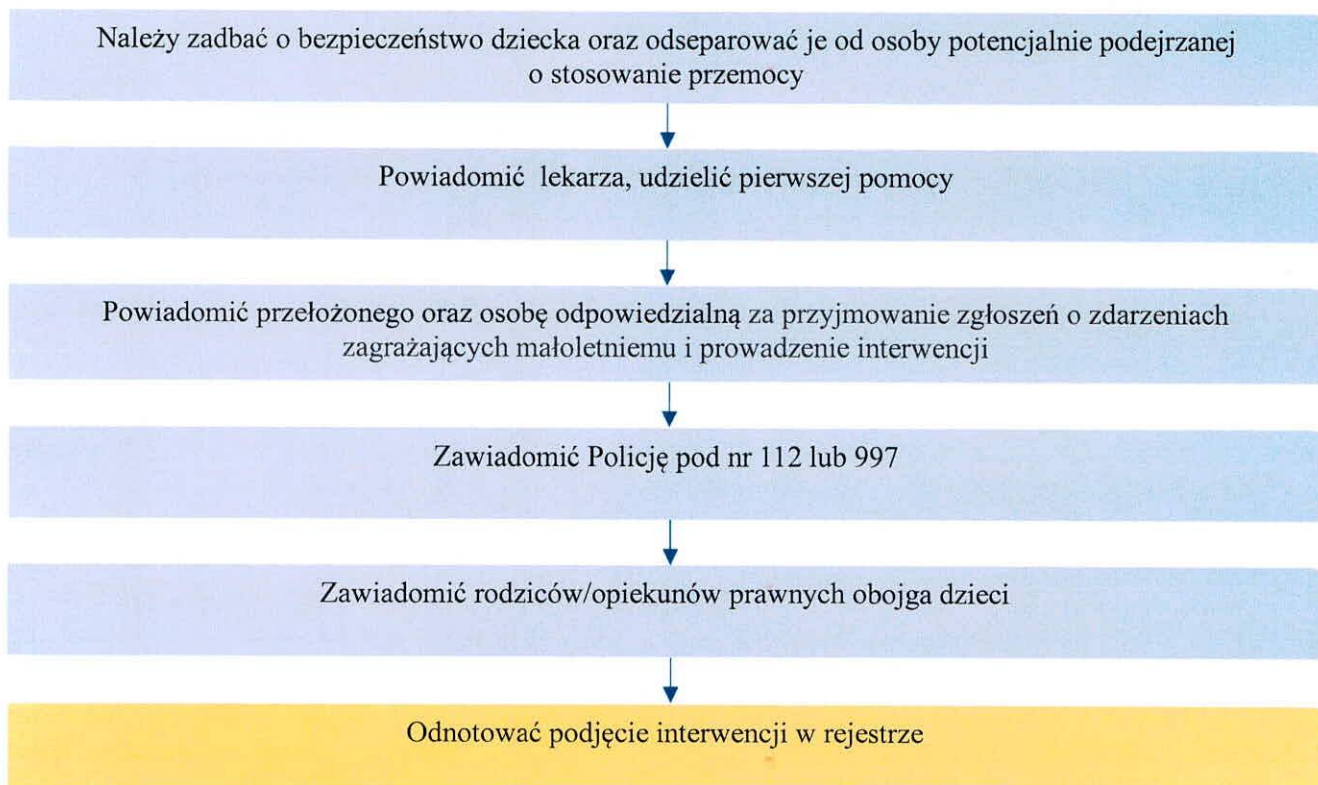 Należy zadbać o bezpieczeństwo dziecka oraz odseparować je od osoby potencjalnie podejrzanej
o stosowanie przemocy
Powiadomić lekarza, udzielić pierwszej pomocy
Powiadomić przełożonego oraz osobę odpowiedzialną za przyjmowanie zgłoszeń o zdarzeniach
zagrażających małoletniemu i prowadzenie interwencji
Zawiadomić Policję pod nr 112 lub 997
Zawiadomić rodziców/opiekunów prawnych obojga dzieci
Odnotować podjęcie interwencji w rejestrze